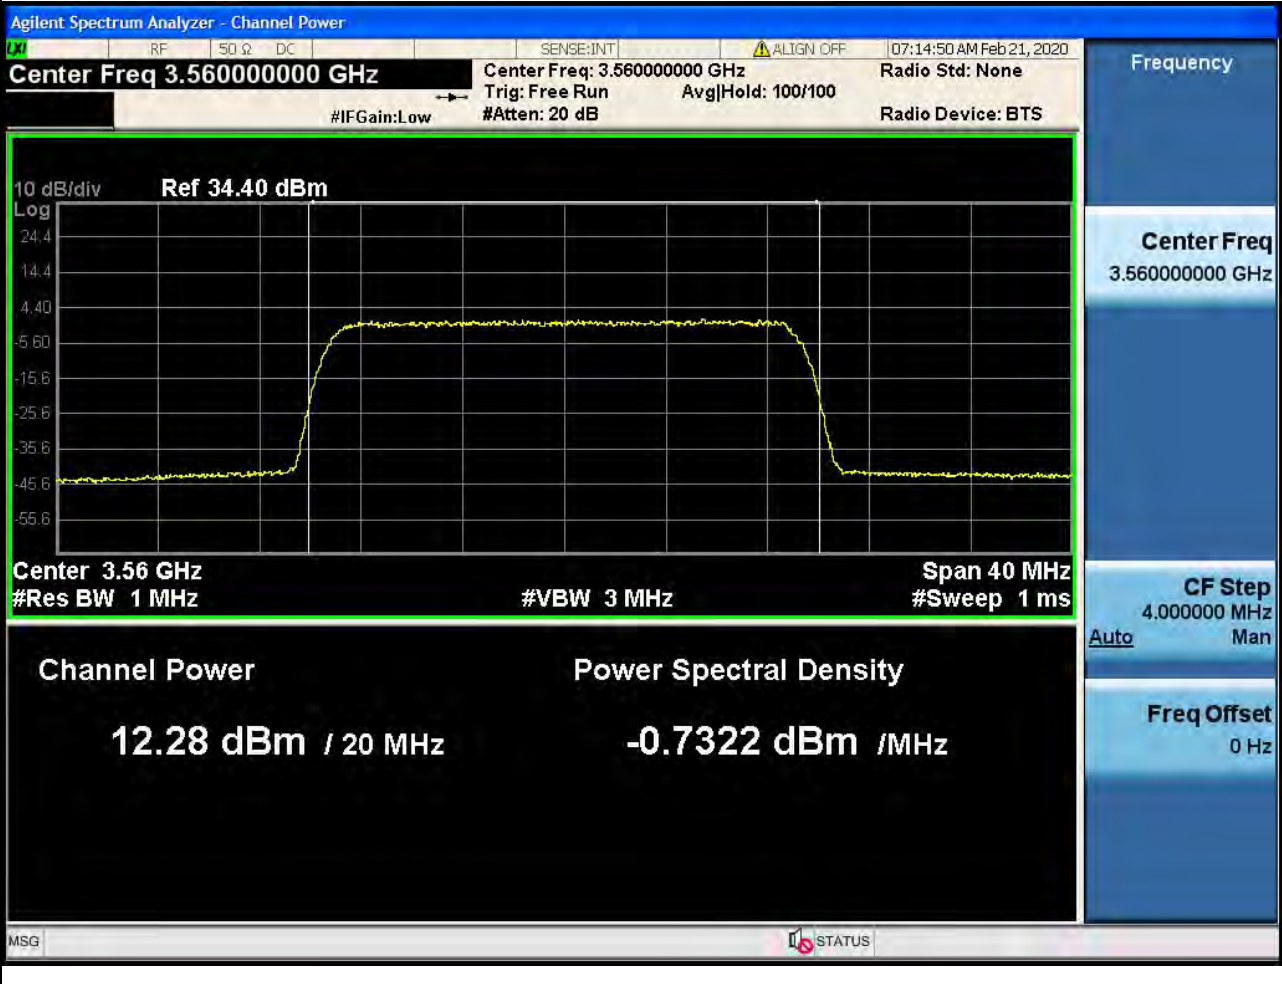 Agilent Spectrum Analyzer - Channel Power
LXI RF 50 Ω DC SENSE:INT ALIGN OFF 07:14:50 AM Feb 21, 2020
Center Freq 3.560000000 GHz
Center Freq: 3.560000000 GHz
Radio Std: None
Trig: Free Run Avg|Hold: 100/100
#IFGain:Low
#Atten: 20 dB
Radio Device: BTS
10 dB/div Ref 34.40 dBm
Log
24.4
14.4
4.40
-5.60
-15.6
-25.6
-35.6
-45.6
-55.6
Center 3.56 GHz
Span 40 MHz
#Res BW 1 MHz
#VBW 3 MHz
#Sweep 1 ms
Channel Power
Power Spectral Density
12.28 dBm / 20 MHz
-0.7322 dBm /MHz
MSG
STATUS
Frequency
Center Freq
3.560000000 GHz
CF Step
4.000000 MHz
Auto Man
Freq Offset
0 Hz